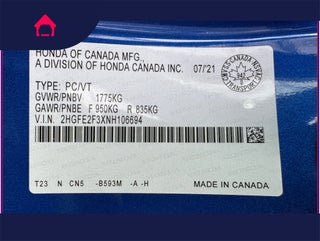 HONDA OF CANADA MFG.,
A DIVISION OF HONDA CANADA INC. 07/21
TYPE: PC/VT
GVWR/PNBV 1775KG
GAWR/PNBE F 950KG R 835KG
V.I.N. 2HGFE2F3XNH106694
T23 N CN5 -B593M -A -H MADE IN CANADA